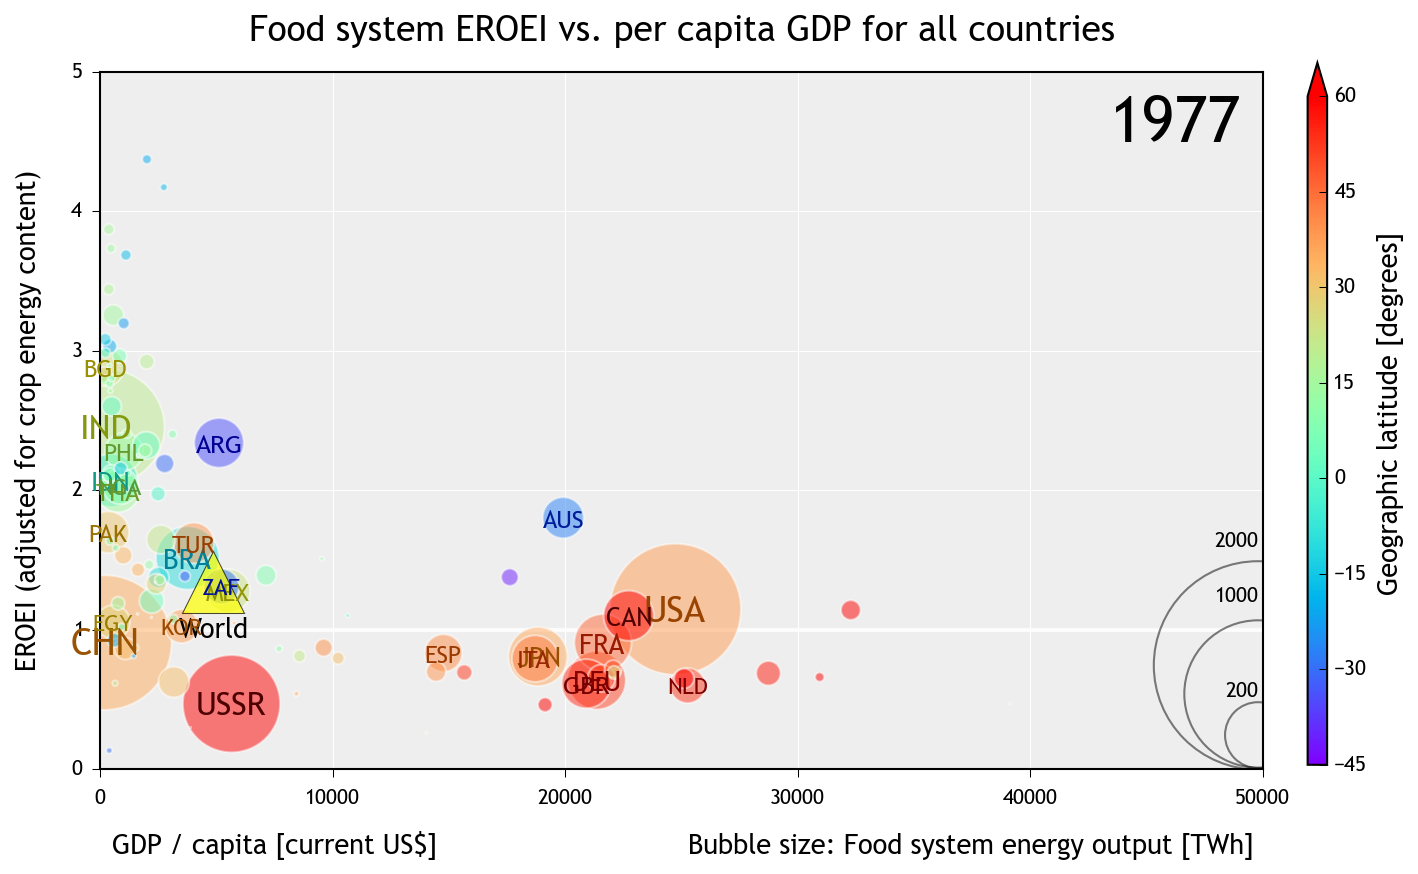 Food system EROEI vs. per capita GDP for all countries
1977
EROEI (adjusted for crop energy content)
5
4
3
2
1
0
BGD
IND
PHL
ARG
IDN
THA
AUS
PAK
TUR
BRA
ZAF
MEX
EGY
KOR
World
CHN
USA
CAN
FRA
ESP
ITA
JPN
GBR
DEU
NLD
USSR
2000
1000
200
0
10000
20000
30000
40000
50000
GDP / capita [current US$]
Bubble size: Food system energy output [TWh]
60
45
30
15
0
−15
−30
−45
Geographic latitude [degrees]